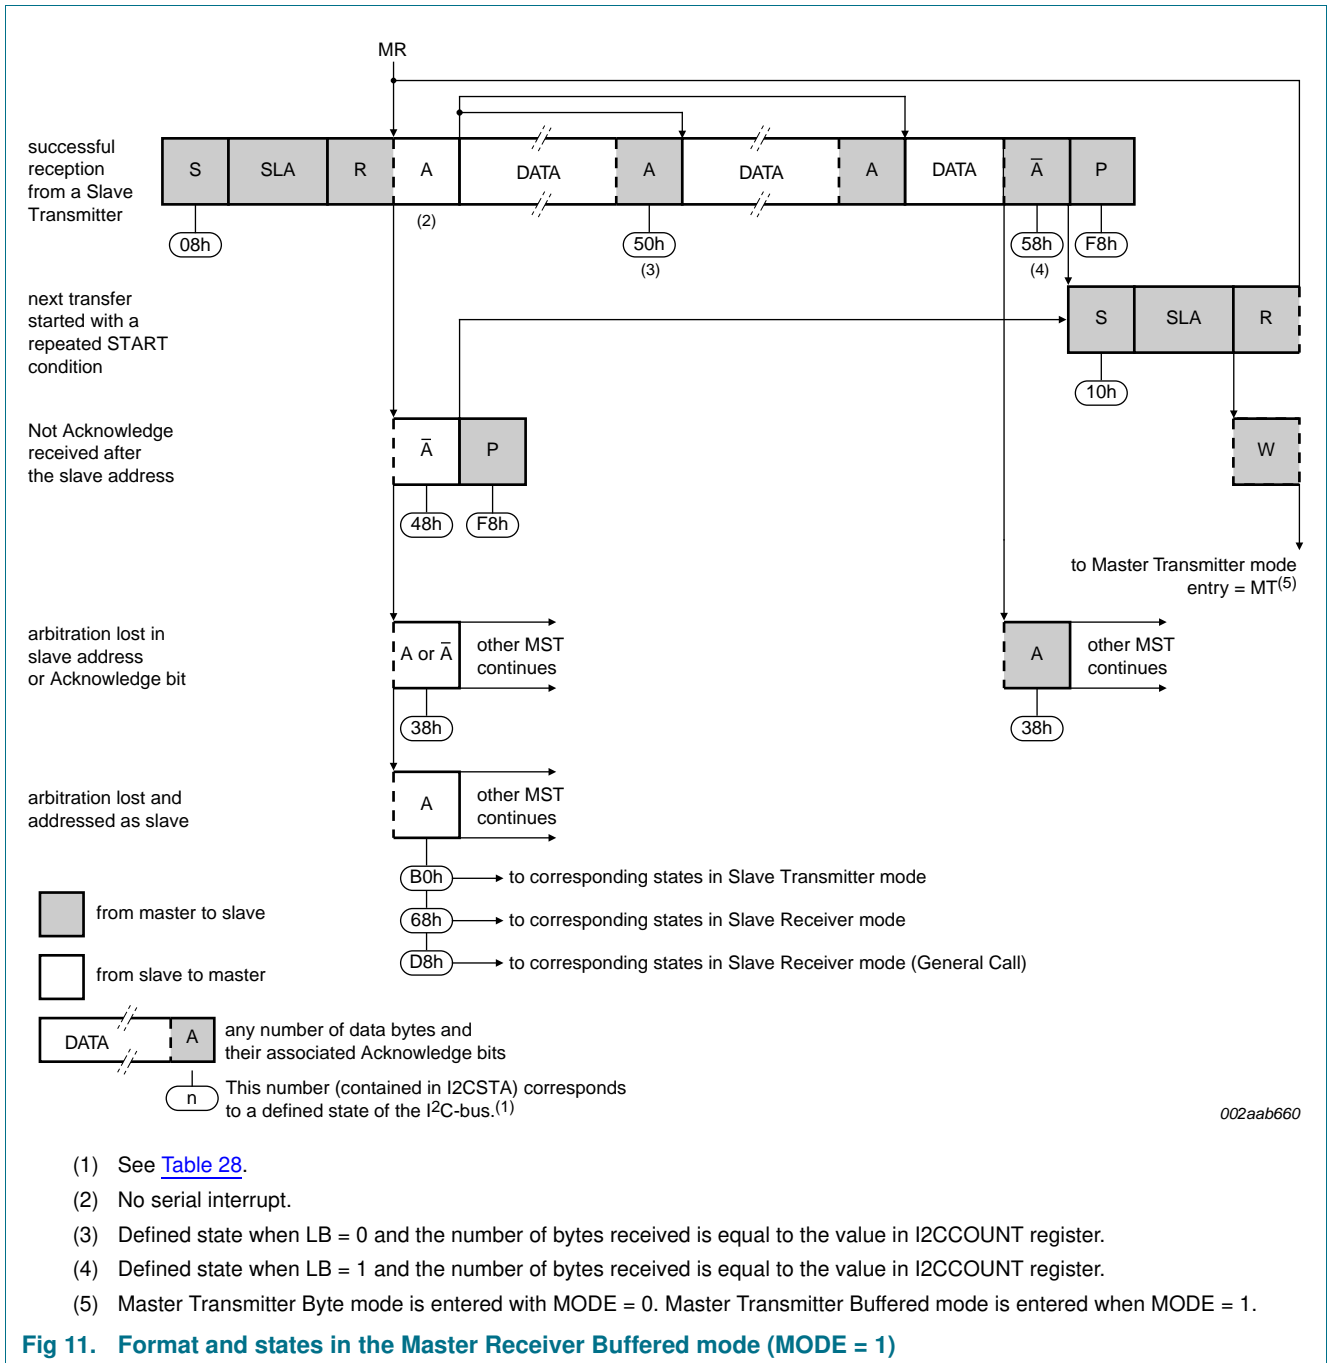 MR
successful
reception
from a Slave
Transmitter
S SLA R A DATA A DATA A DATA A̅ P
(2)
08h 50h 58h F8h
(3) (4)
next transfer
started with a
repeated START
condition
S SLA R
10h
Not Acknowledge
received after
the slave address
A̅ P
W
48h F8h
to Master Transmitter mode
entry = MT(5)
arbitration lost in
slave address
or Acknowledge bit
A or A̅
other MST
continues
A
other MST
continues
38h 38h
arbitration lost and
addressed as slave
A
other MST
continues
B0h to corresponding states in Slave Transmitter mode
68h to corresponding states in Slave Receiver mode
D8h to corresponding states in Slave Receiver mode (General Call)
from master to slave
from slave to master
DATA A
any number of data bytes and
their associated Acknowledge bits
n
This number (contained in I2CSTA) corresponds
to a defined state of the I²C-bus.(1)
002aab660
(1) See Table 28.
(2) No serial interrupt.
(3) Defined state when LB = 0 and the number of bytes received is equal to the value in I2CCOUNT register.
(4) Defined state when LB = 1 and the number of bytes received is equal to the value in I2CCOUNT register.
(5) Master Transmitter Byte mode is entered with MODE = 0. Master Transmitter Buffered mode is entered when MODE = 1.
Fig 11. Format and states in the Master Receiver Buffered mode (MODE = 1)